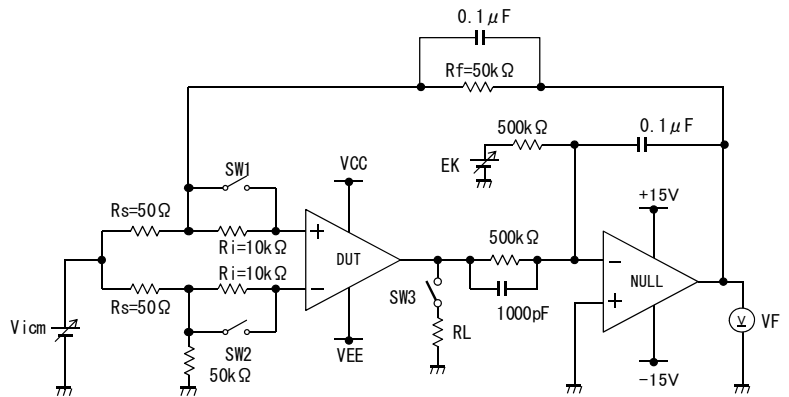 0.1μF
Rf=50kΩ
500kΩ
0.1μF
EK
SW1
VCC
+15V
Rs=50Ω
Ri=10kΩ
+
DUT
500kΩ
−
NULL
Ri=10kΩ
−
+
Rs=50Ω
SW3
1000pF
V
VF
Vicm
SW2
50kΩ
VEE
RL
−15V